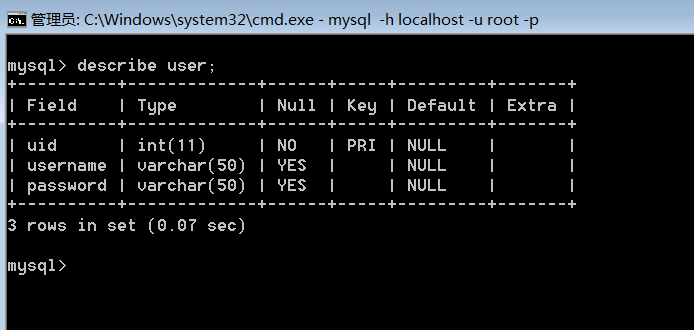 管理员: C:\Windows\system32\cmd.exe - mysql  -h localhost -u root -p
mysql> describe user;
+----------+-------------+------+-----+---------+-------+
| Field    | Type        | Null | Key | Default | Extra |
+----------+-------------+------+-----+---------+-------+
| uid      | int(11)     | NO   | PRI | NULL    |       |
| username | varchar(50) | YES  |     | NULL    |       |
| password | varchar(50) | YES  |     | NULL    |       |
+----------+-------------+------+-----+---------+-------+
3 rows in set (0.07 sec)
mysql>